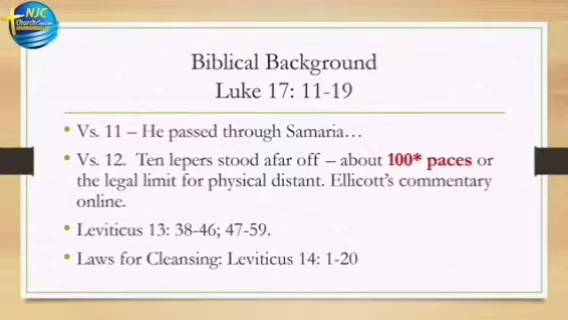 NJC
ChurchOnline
Biblical Background
Luke 17: 11-19
• Vs. 11 – He passed through Samaria…
• Vs. 12. Ten lepers stood afar off – about 100* paces or
the legal limit for physical distant. Ellicott's commentary
online.
• Leviticus 13: 38-46; 47-59.
• Laws for Cleansing: Leviticus 14: 1-20